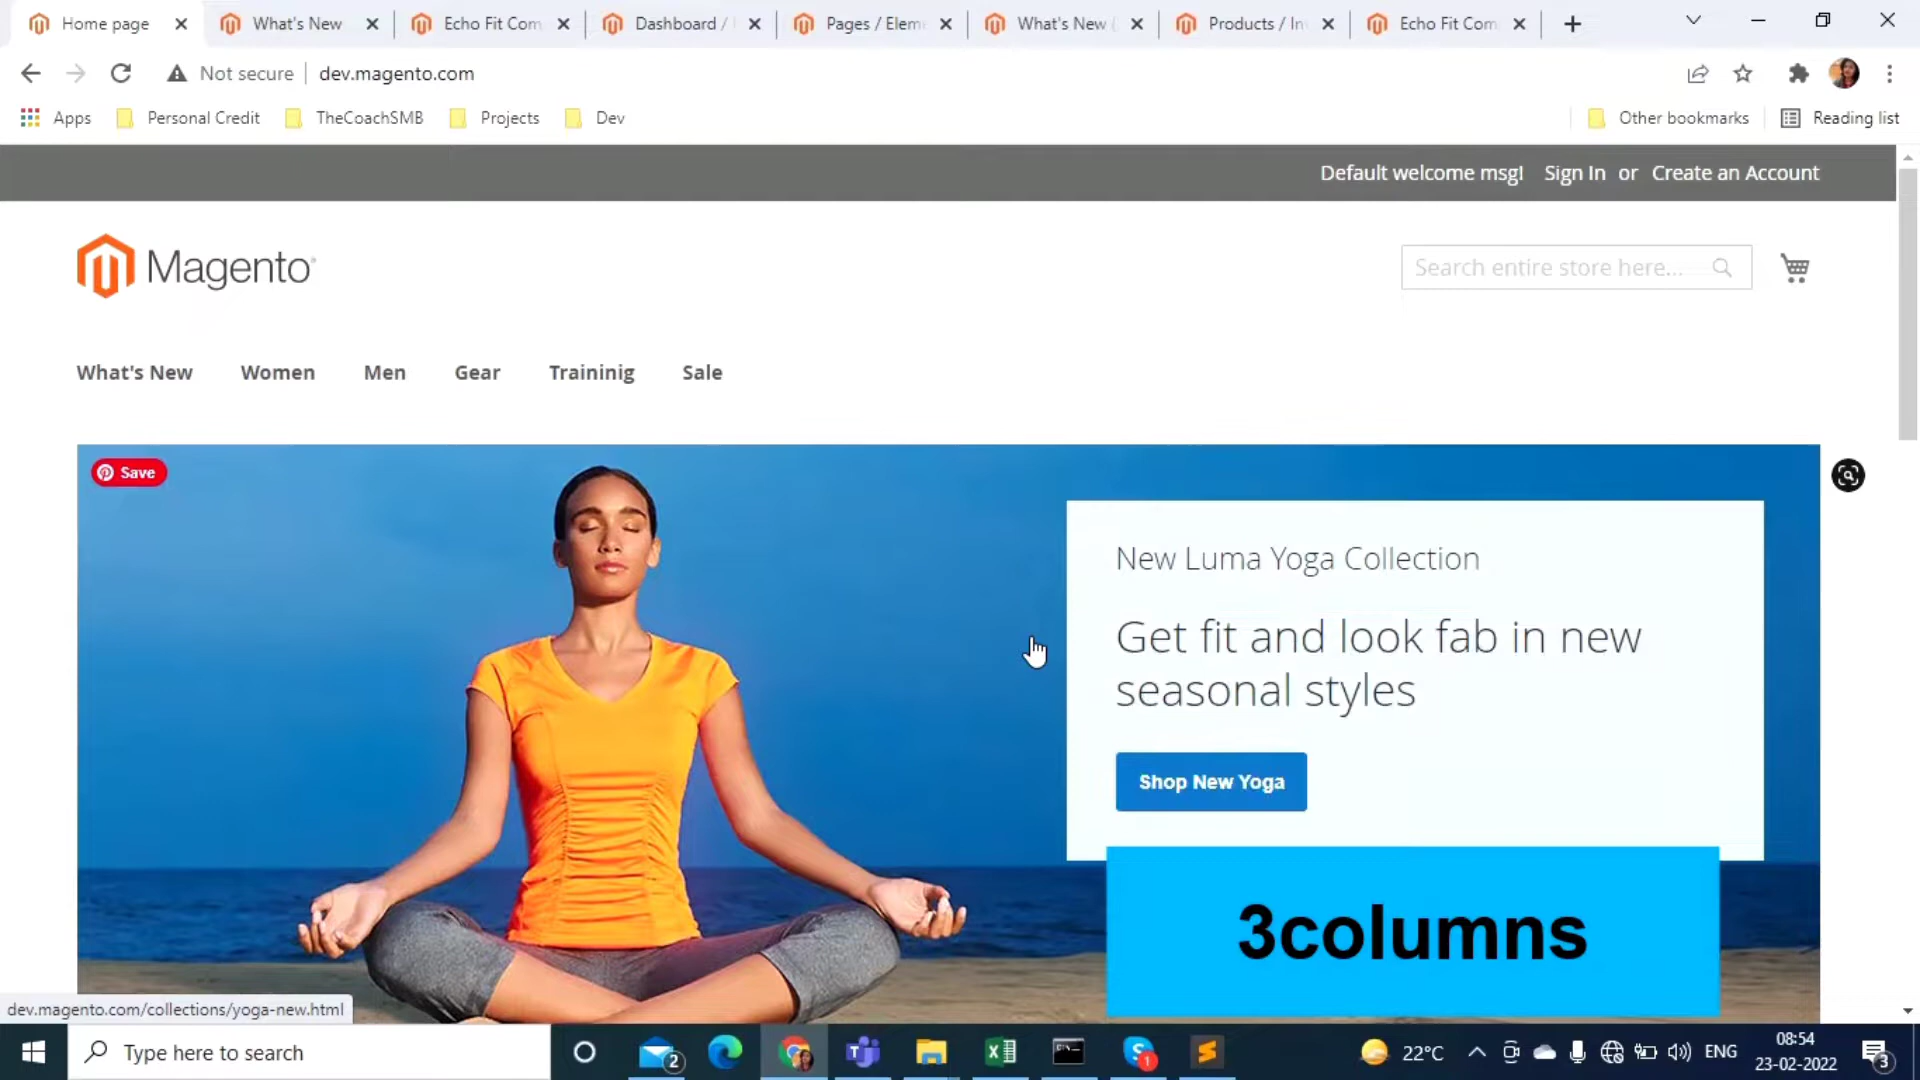 Home page
What's New
Echo Fit Com
Dashboard /
Pages / Elem
What's New (
Products / In
Echo Fit Com
Not secure
dev.magento.com
Apps
Personal Credit
TheCoachSMB
Projects
Dev
Other bookmarks
Reading list
Default welcome msg! Sign In or Create an Account
Magento
Search entire store here...
What's New
Women
Men
Gear
Traininig
Sale
Save
New Luma Yoga Collection
Get fit and look fab in new
seasonal styles
Shop New Yoga
3columns
dev.magento.com/collections/yoga-new.html
Type here to search
2
1
22°C
ENG
08:54
23-02-2022
3